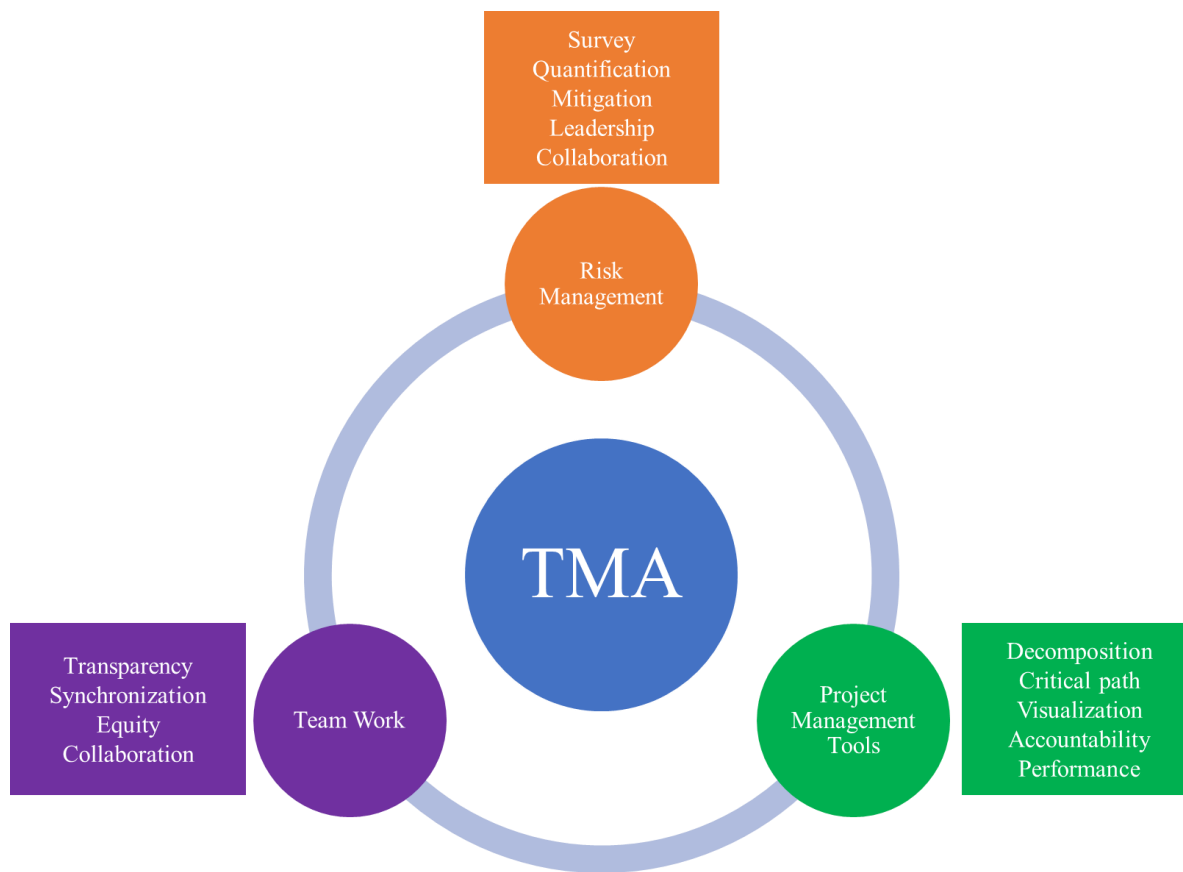 Survey
Quantification
Mitigation
Leadership
Collaboration
Risk
Management
TMA
Transparency
Synchronization
Equity
Collaboration
Team Work
Project
Management
Tools
Decomposition
Critical path
Visualization
Accountability
Performance